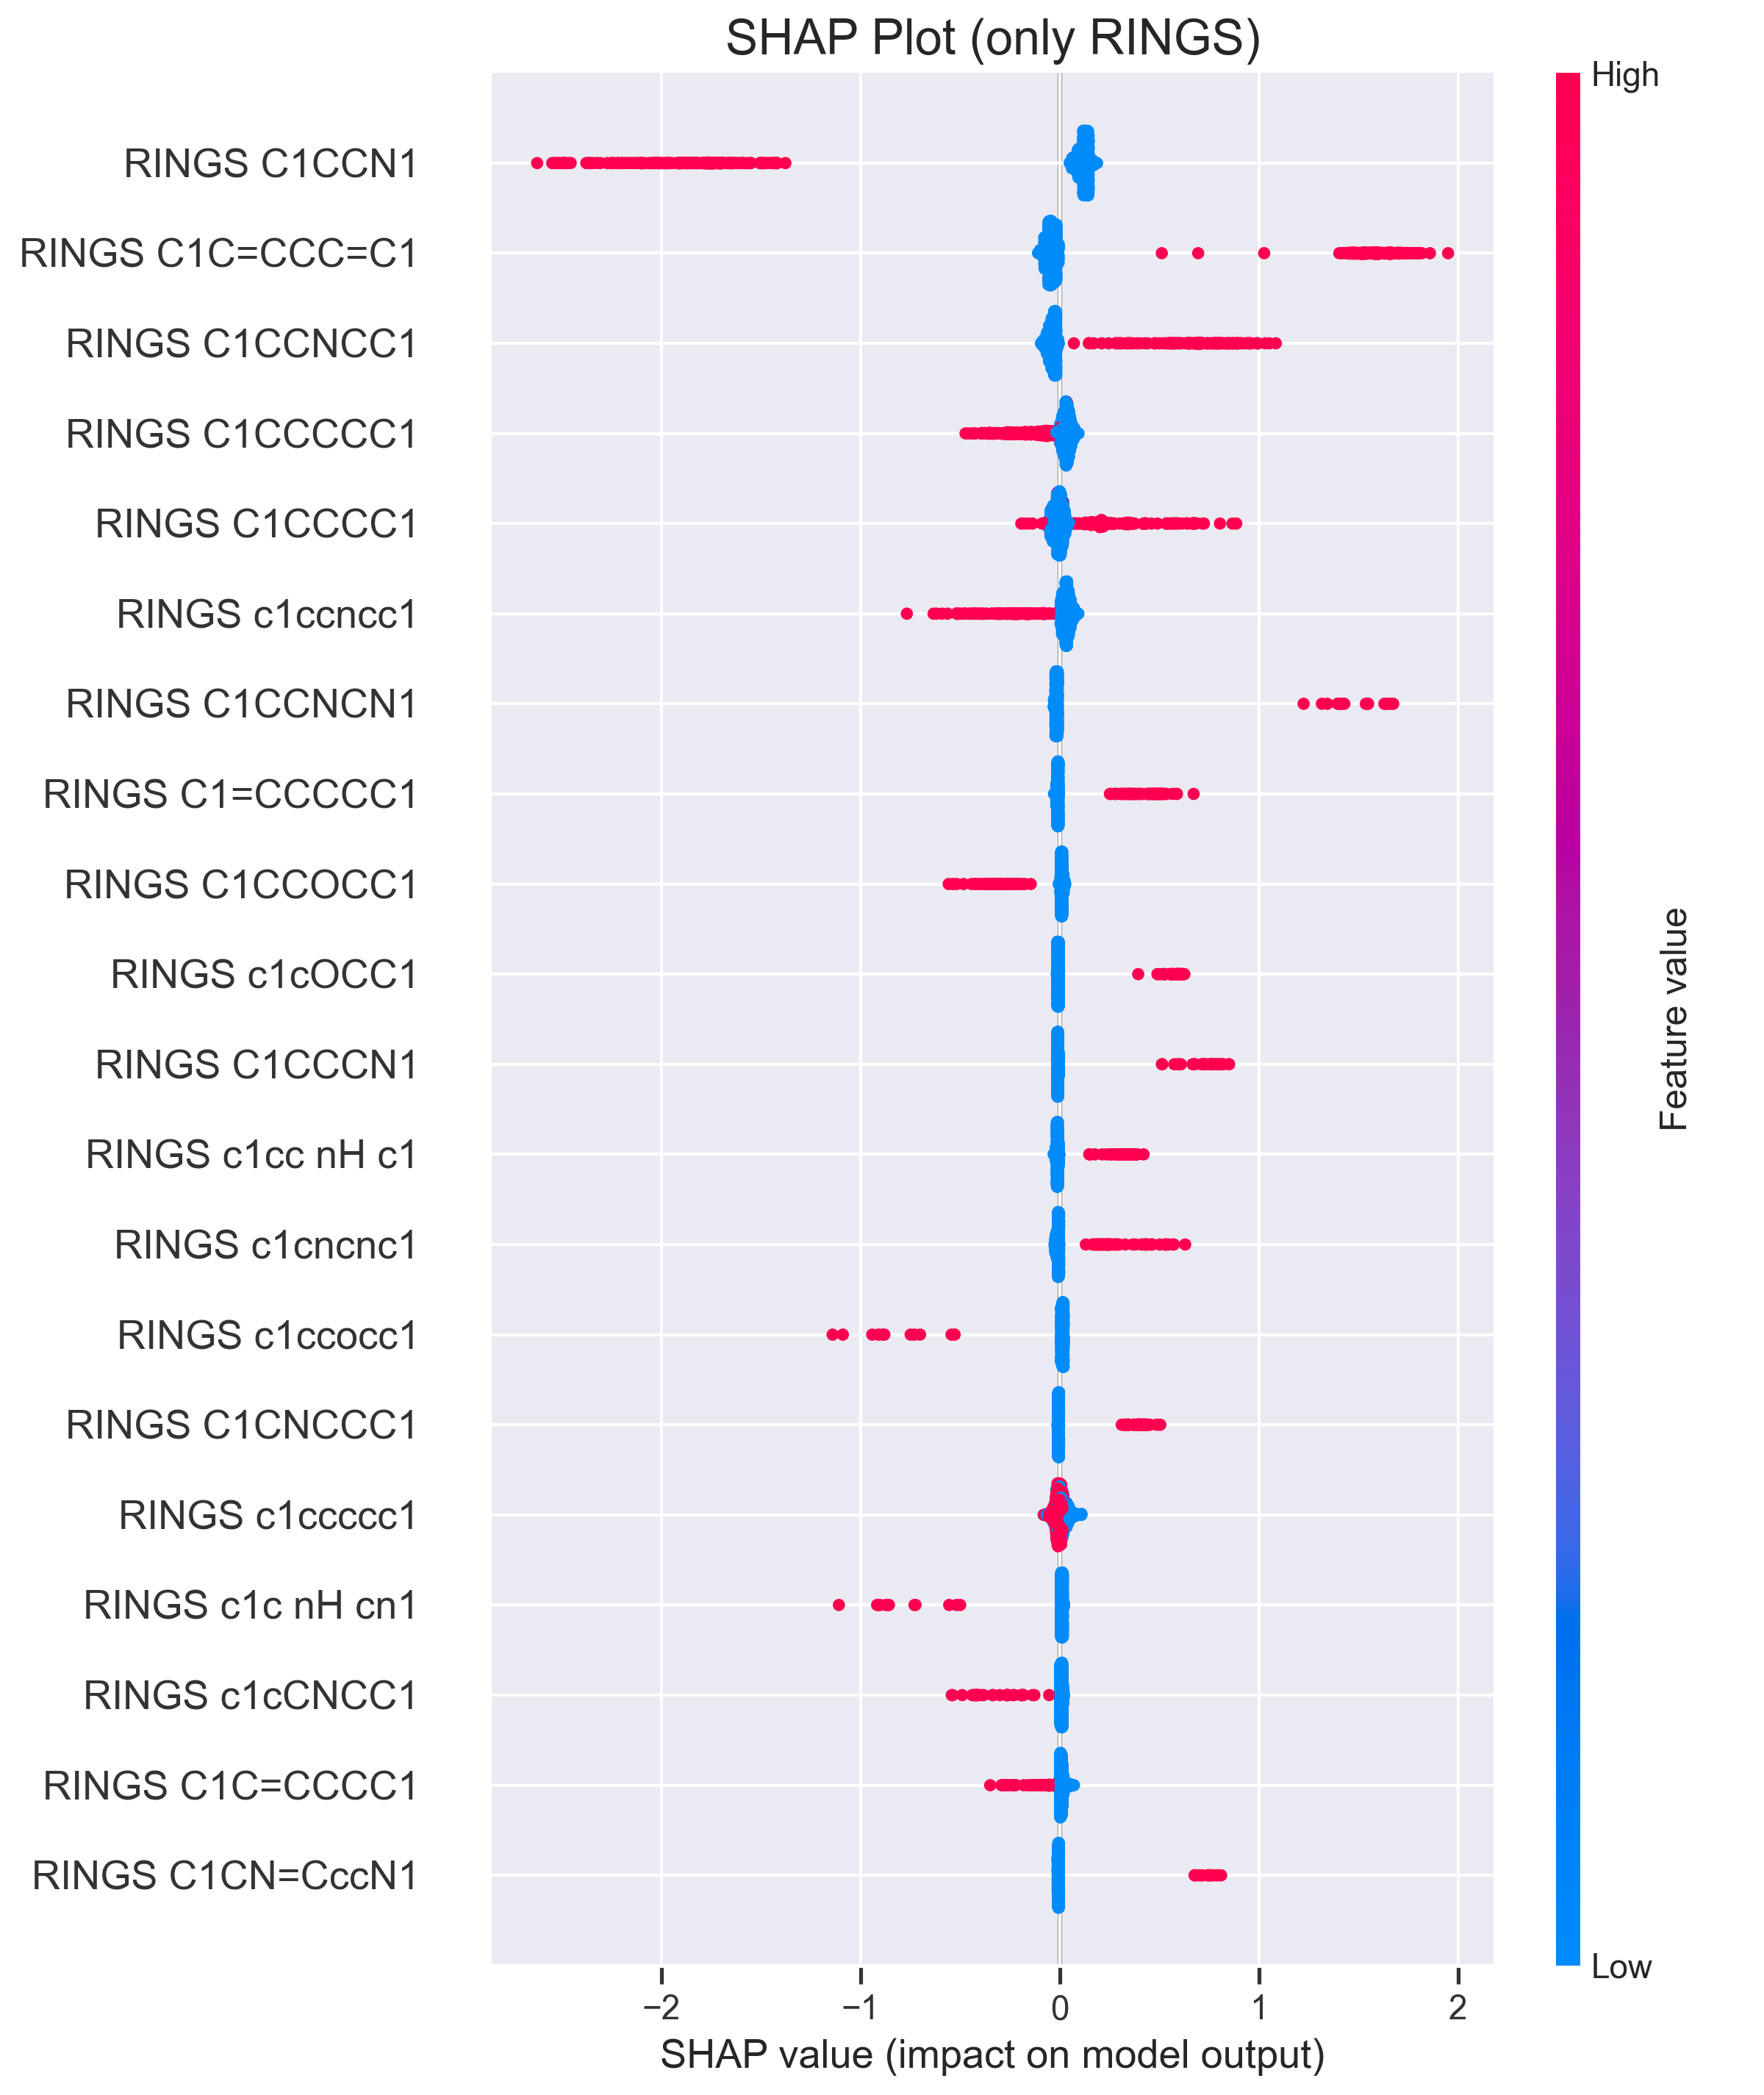 SHAP Plot (only RINGS)
High
RINGS C1CCN1
RINGS C1C=CCC=C1
RINGS C1CCNCC1
RINGS C1CCCCC1
RINGS C1CCCC1
RINGS c1ccncc1
RINGS C1CCNCN1
RINGS C1=CCCCC1
RINGS C1CCOCC1
RINGS c1cOCC1
RINGS C1CCCN1
RINGS c1cc nH c1
RINGS c1cncnc1
RINGS c1ccocc1
RINGS C1CNCCC1
RINGS c1ccccc1
RINGS c1c nH cn1
RINGS c1cCNCC1
RINGS C1C=CCCC1
RINGS C1CN=CccN1
Feature value
Low
−2 −1 0 1 2
SHAP value (impact on model output)